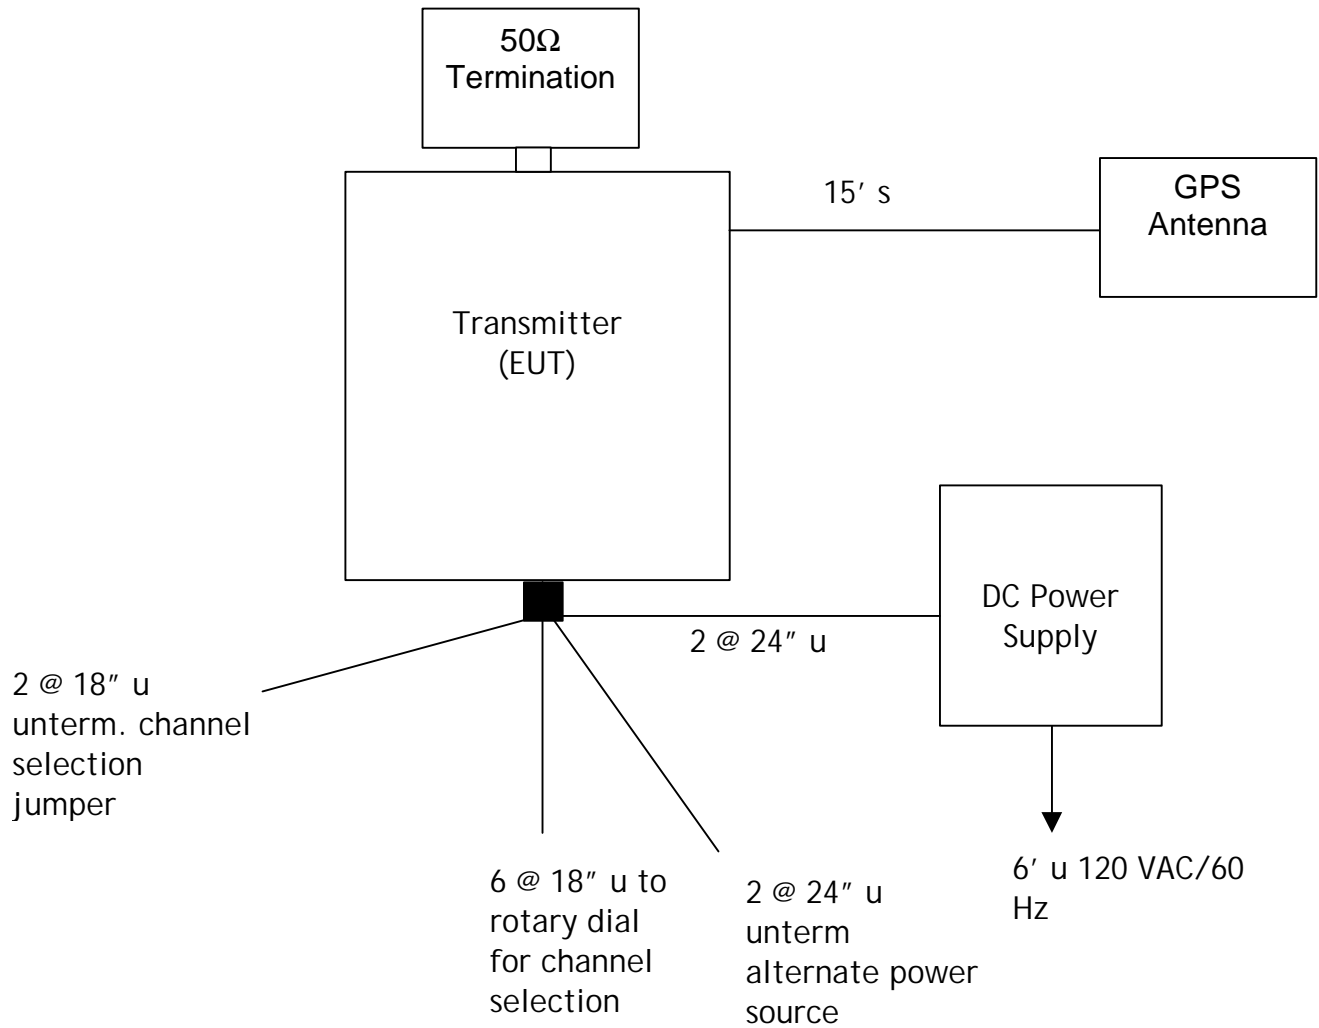 50Ω
Termination
15' s
GPS
Antenna
Transmitter
(EUT)
DC Power
Supply
2 @ 24" u
2 @ 18" u
unterm. channel
selection
jumper
6 @ 18" u to
rotary dial
for channel
selection
2 @ 24" u
unterm
alternate power
source
6' u 120 VAC/60
Hz